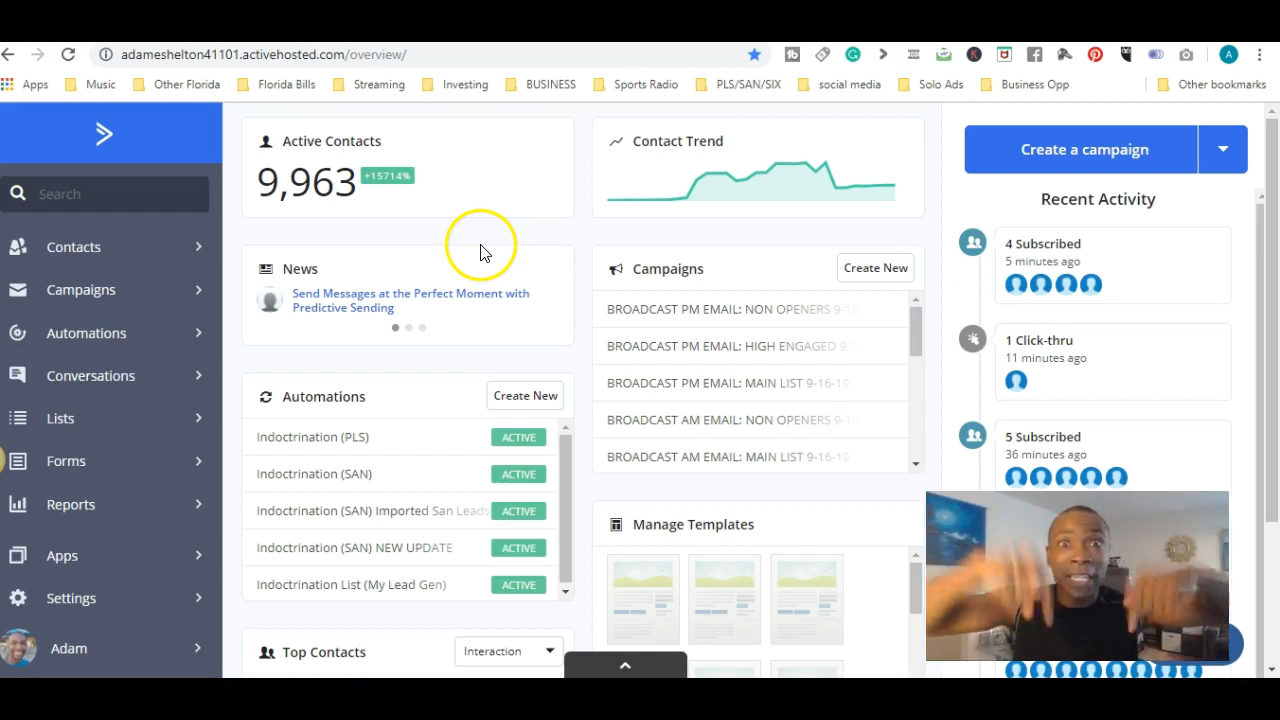 adameshelton41101.activehosted.com/overview/
Apps
Music
Other Florida
Florida Bills
Streaming
Investing
BUSINESS
Sports Radio
PLS/SAN/SIX
social media
Solo Ads
Business Opp
Other bookmarks
Search
Contacts
Campaigns
Automations
Conversations
Lists
Forms
Reports
Apps
Settings
Adam
Active Contacts
9,963 +15714%
Contact Trend
News
Send Messages at the Perfect Moment with
Predictive Sending
Automations
Create New
Indoctrination (PLS) ACTIVE
Indoctrination (SAN) ACTIVE
Indoctrination (SAN) Imported San Leads ACTIVE
Indoctrination (SAN) NEW UPDATE ACTIVE
Indoctrination List (My Lead Gen) ACTIVE
Top Contacts
Interaction
Campaigns
Create New
BROADCAST PM EMAIL: NON OPENERS 9-16
BROADCAST PM EMAIL: HIGH ENGAGED 9-1
BROADCAST PM EMAIL: MAIN LIST 9-16-19
BROADCAST AM EMAIL: NON OPENERS 9-16
BROADCAST AM EMAIL: MAIN LIST 9-16-19
Manage Templates
Create a campaign
Recent Activity
4 Subscribed
5 minutes ago
1 Click-thru
11 minutes ago
5 Subscribed
36 minutes ago
A